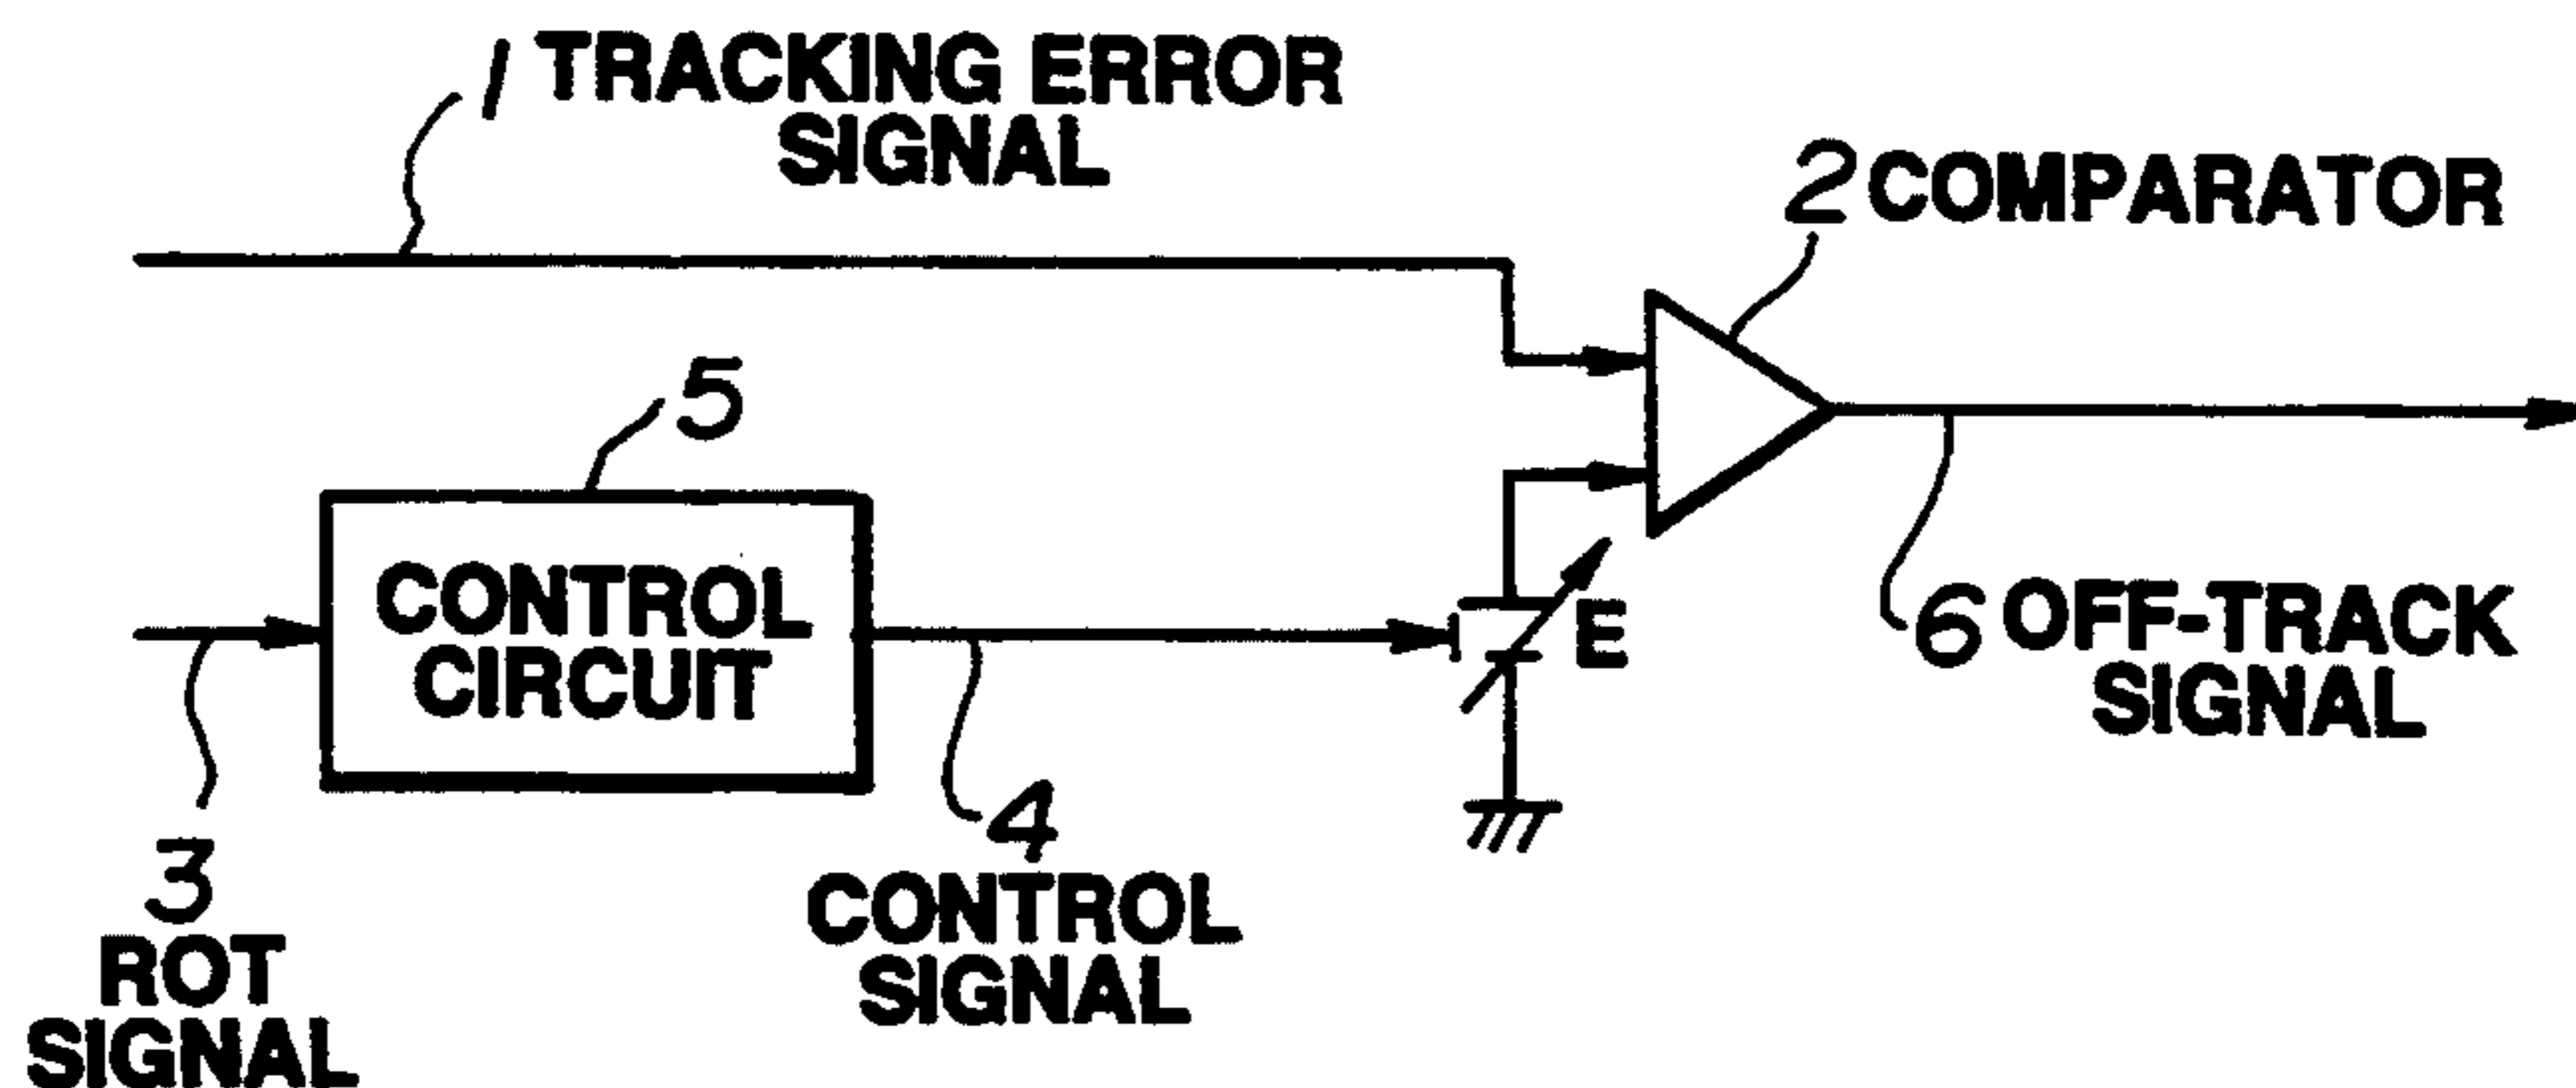 1 TRACKING ERROR
SIGNAL
2 COMPARATOR
5
CONTROL
CIRCUIT
E
6 OFF-TRACK
SIGNAL
3
ROT
SIGNAL
4
CONTROL
SIGNAL